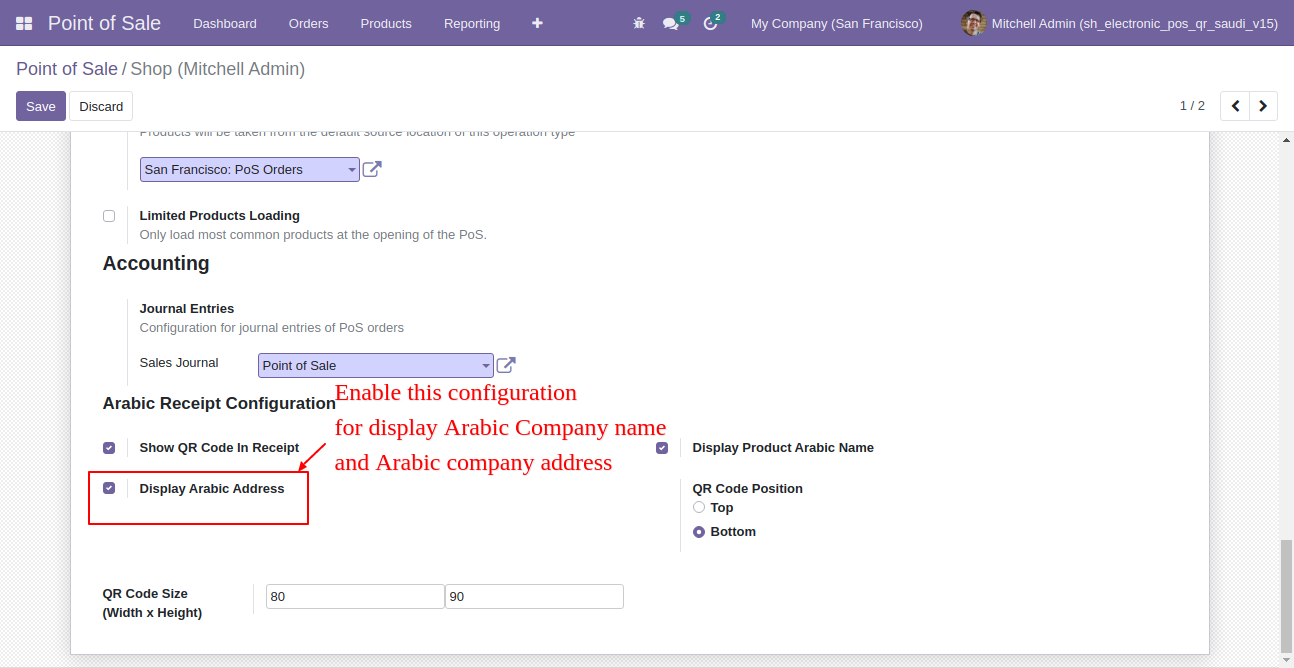 Point of Sale Dashboard Orders Products Reporting 5 2 My Company (San Francisco) Mitchell Admin (sh_electronic_pos_qr_saudi_v15)
Point of Sale / Shop (Mitchell Admin)
Save Discard 1 / 2
Products will be taken from the default source location of this operation type
San Francisco: PoS Orders
Limited Products Loading
Only load most common products at the opening of the PoS.
Accounting
Journal Entries
Configuration for journal entries of PoS orders
Sales Journal Point of Sale
Enable this configuration
for display Arabic Company name
and Arabic company address
Arabic Receipt Configuration
Show QR Code In Receipt
Display Product Arabic Name
Display Arabic Address
QR Code Position
Top
Bottom
QR Code Size
(Width x Height)
80 90